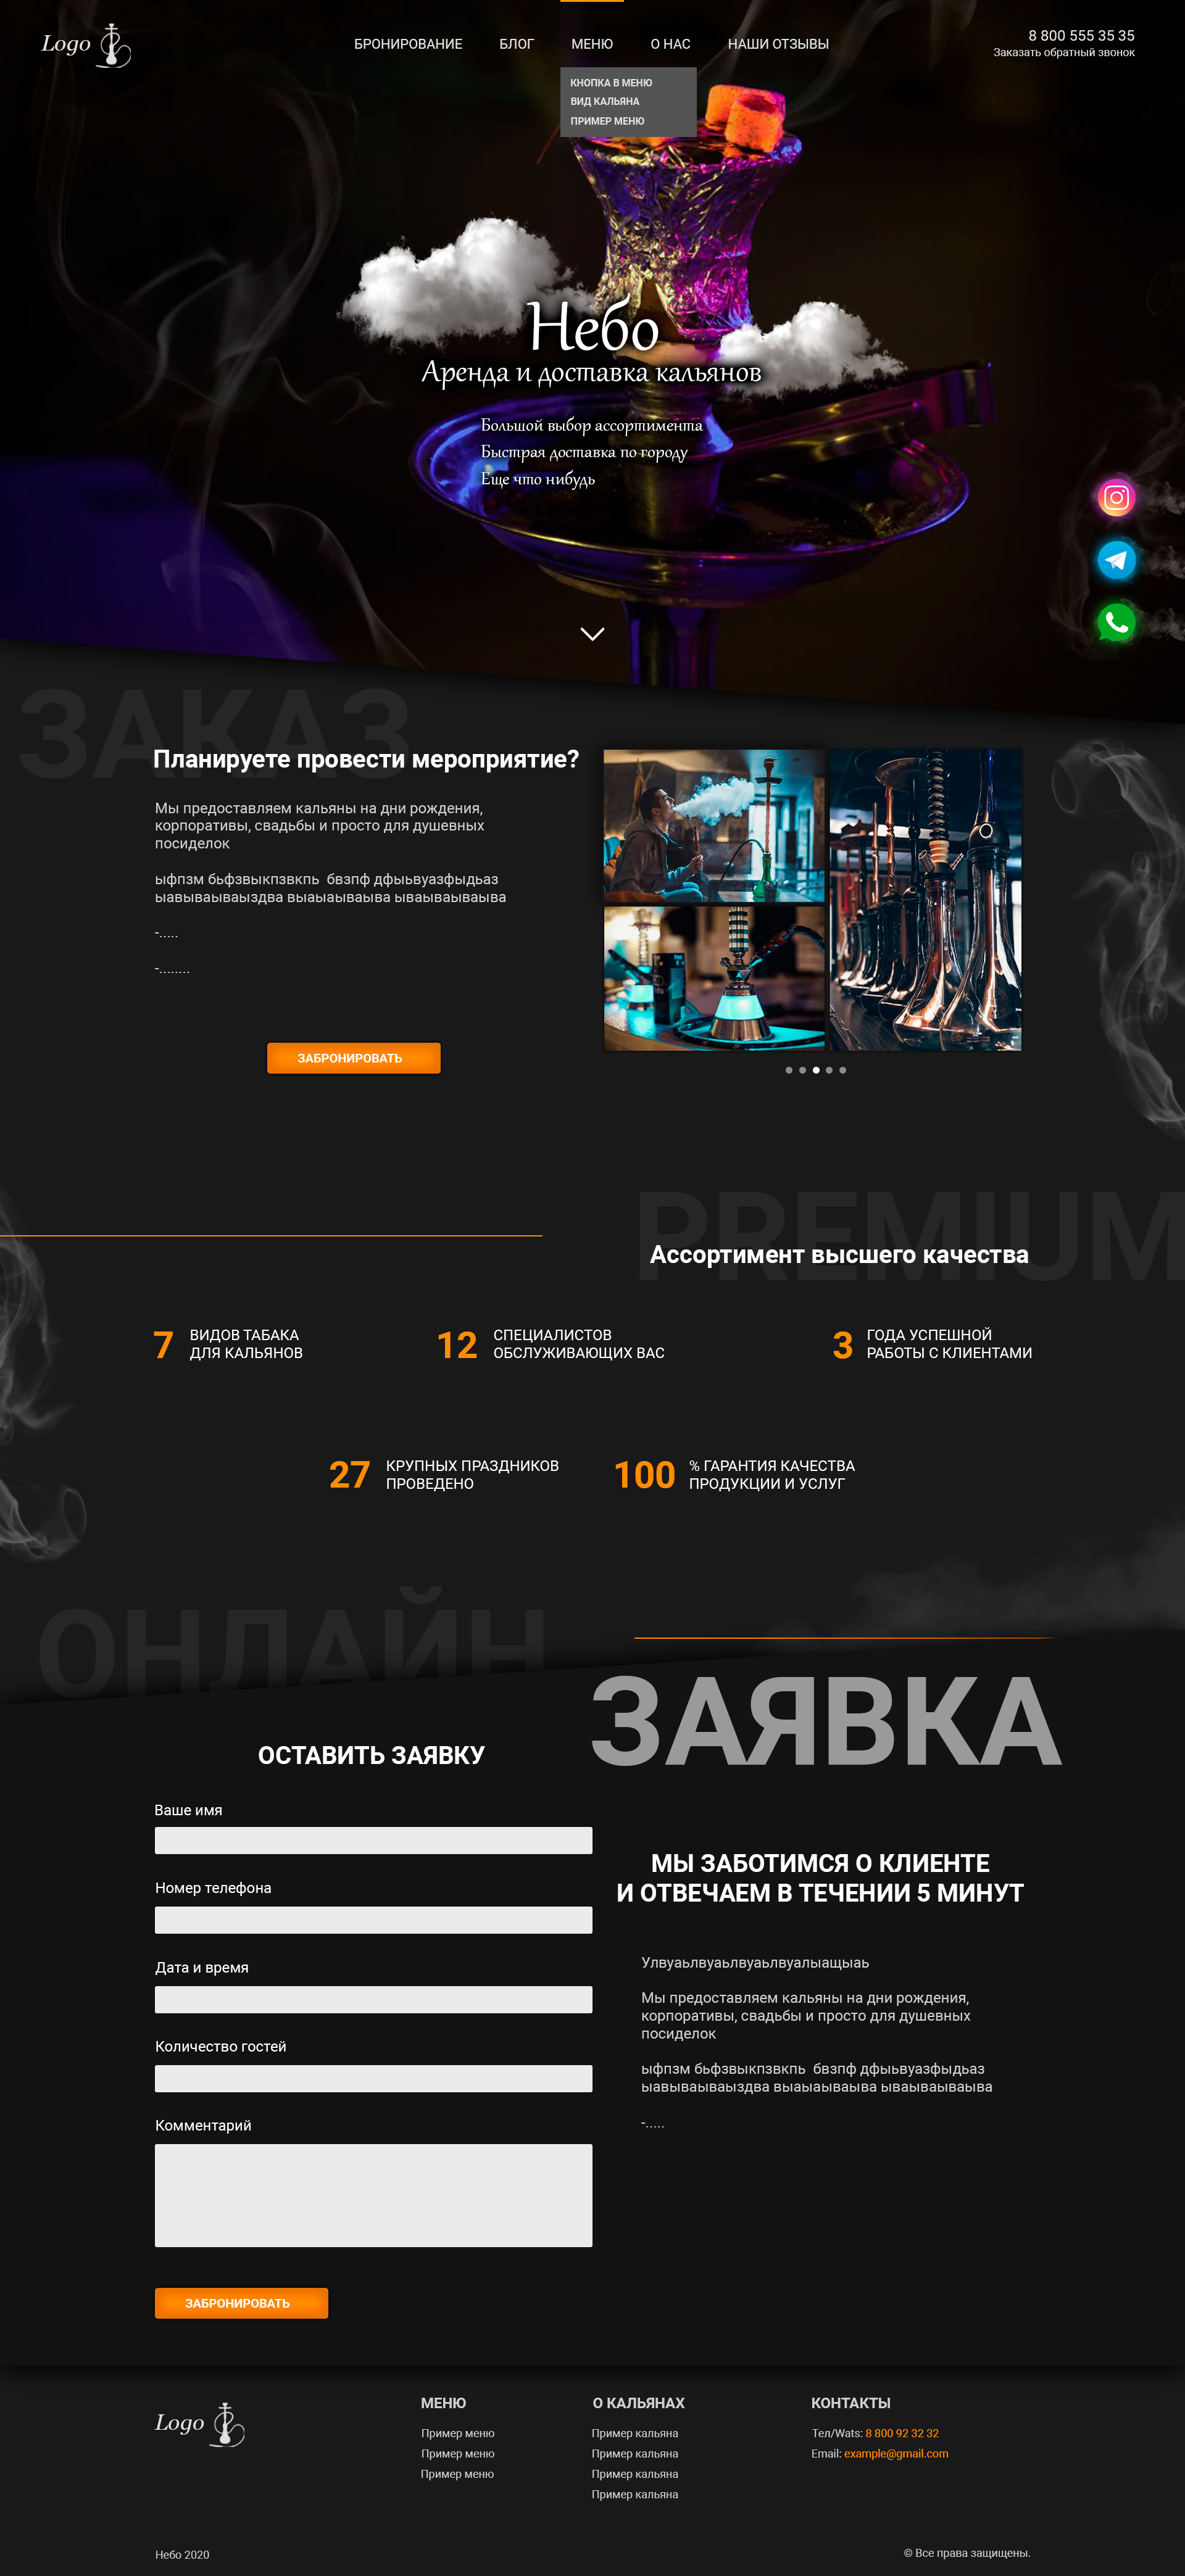 Logo
БРОНИРОВАНИЕ
БЛОГ
МЕНЮ
О НАС
НАШИ ОТЗЫВЫ
8 800 555 35 35
Заказать обратный звонок
КНОПКА В МЕНЮ
ВИД КАЛЬЯНА
ПРИМЕР МЕНЮ
Небо
Аренда и доставка кальянов
Большой выбор ассортимента
Быстрая доставка по городу
Еще что нибудь
ЗАКАЗ
Планируете провести мероприятие?
Мы предоставляем кальяны на дни рождения,
корпоративы, свадьбы и просто для душевных
посиделок
ыфпзм бьфзвыкпзвкпь  бвзпф дфыьвуазфыдьаз
ыавываываыздва выаыаываыва ываываываыва
-.....
-........
ЗАБРОНИРОВАТЬ
PREMIUM
Ассортимент высшего качества
7
ВИДОВ ТАБАКА
ДЛЯ КАЛЬЯНОВ
12
СПЕЦИАЛИСТОВ
ОБСЛУЖИВАЮЩИХ ВАС
3
ГОДА УСПЕШНОЙ
РАБОТЫ С КЛИЕНТАМИ
27
КРУПНЫХ ПРАЗДНИКОВ
ПРОВЕДЕНО
100
% ГАРАНТИЯ КАЧЕСТВА
ПРОДУКЦИИ И УСЛУГ
ОНЛАЙН
ЗАЯВКА
ОСТАВИТЬ ЗАЯВКУ
Ваше имя
Номер телефона
Дата и время
Количество гостей
Комментарий
ЗАБРОНИРОВАТЬ
МЫ ЗАБОТИМСЯ О КЛИЕНТЕ
И ОТВЕЧАЕМ В ТЕЧЕНИИ 5 МИНУТ
Улвуаьлвуаьлвуаьлвуалыащыаь
Мы предоставляем кальяны на дни рождения,
корпоративы, свадьбы и просто для душевных
посиделок
ыфпзм бьфзвыкпзвкпь  бвзпф дфыьвуазфыдьаз
ыавываываыздва выаыаываыва ываываываыва
-.....
Logo
МЕНЮ
Пример меню
Пример меню
Пример меню
О КАЛЬЯНАХ
Пример кальяна
Пример кальяна
Пример кальяна
Пример кальяна
КОНТАКТЫ
Тел/Wats: 8 800 92 32 32
Email: example@gmail.com
Небо 2020
© Все права защищены.